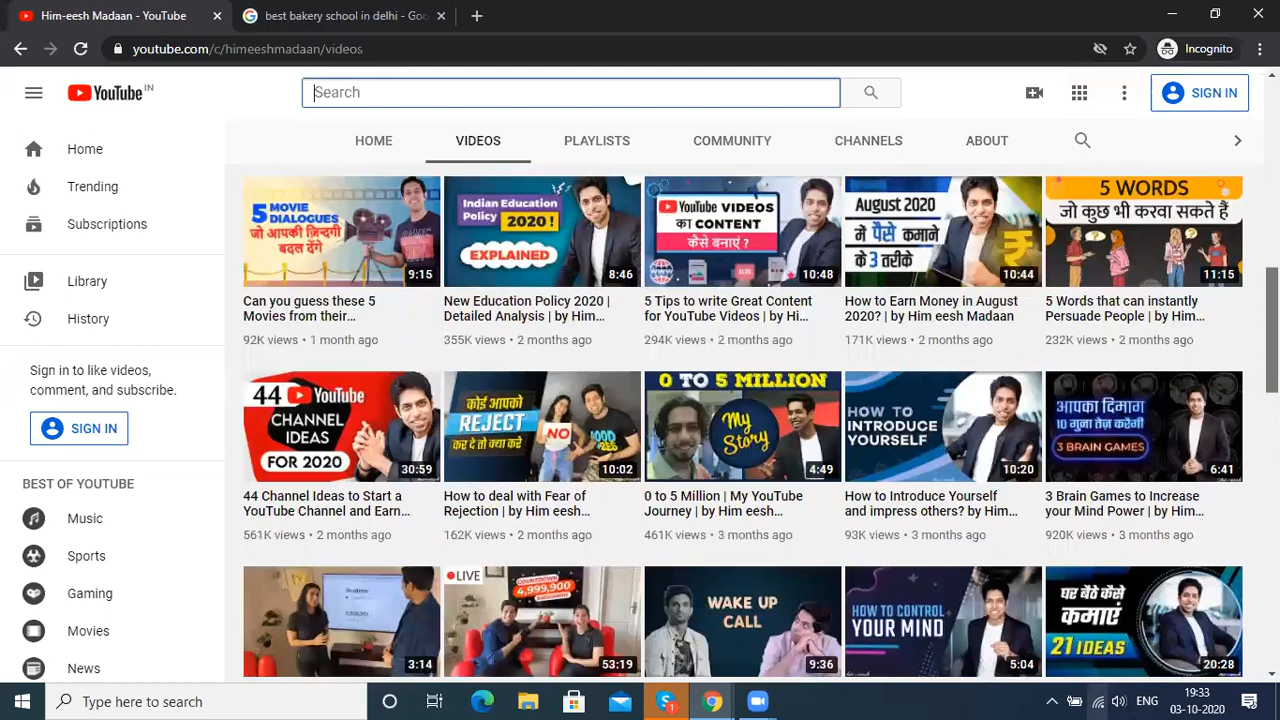 Him-eesh Madaan - YouTube
best bakery school in delhi - Goo
youtube.com/c/himeeshmadaan/videos
Incognito
YouTube IN
Search
SIGN IN
HOME
VIDEOS
PLAYLISTS
COMMUNITY
CHANNELS
ABOUT
Home
Trending
Subscriptions
Library
History
Sign in to like videos,
comment, and subscribe.
SIGN IN
BEST OF YOUTUBE
Music
Sports
Gaming
Movies
News
5 MOVIE
DIALOGUES
जो आपकी ज़िन्दगी
बदल देंगे
9:15
Can you guess these 5
Movies from their...
92K views • 1 month ago
Indian Education
Policy 2020 !
EXPLAINED
8:46
New Education Policy 2020 |
Detailed Analysis | by Him...
355K views • 2 months ago
YouTube VIDEOS
का CONTENT
कैसे बनाएं ?
BLOG
10:48
5 Tips to write Great Content
for YouTube Videos | by Hi...
294K views • 2 months ago
August 2020
में पैसे कमाने
के 3 तरीके
10:44
How to Earn Money in August
2020? | by Him eesh Madaan
171K views • 2 months ago
5 WORDS
जो कुछ भी करवा सकते हैं
11:15
5 Words that can instantly
Persuade People | by Him...
232K views • 2 months ago
44 YouTube
CHANNEL
IDEAS
FOR 2020
30:59
44 Channel Ideas to Start a
YouTube Channel and Earn...
561K views • 2 months ago
कोई आपको
REJECT
कर दे तो क्या करे
NO
10:02
How to deal with Fear of
Rejection | by Him eesh...
162K views • 2 months ago
0 TO 5 MILLION
My
Story
4:49
0 to 5 Million | My YouTube
Journey | by Him eesh...
461K views • 3 months ago
HOW TO
INTRODUCE
YOURSELF
10:20
How to Introduce Yourself
and impress others? by Him...
93K views • 3 months ago
आपका दिमाग
10 गुना तेज़ करेगी
3 BRAIN GAMES
6:41
3 Brain Games to Increase
your Mind Power | by Him...
920K views • 3 months ago
3:14
LIVE
COUNTDOWN
4,999,900
53:19
WAKE UP
CALL
9:36
HOW TO CONTROL
YOUR MIND
5:04
घर बैठे कैसे
कमाएं
21 IDEAS
20:28
Type here to search
1
ENG
19:33
03-10-2020